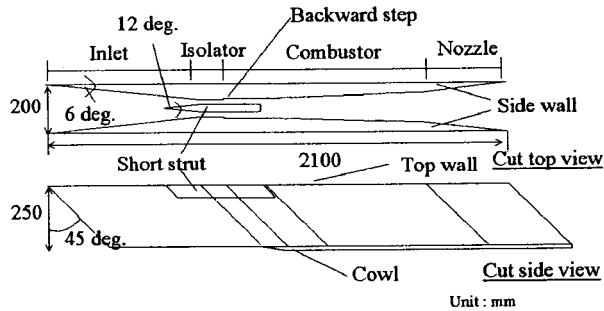 12 deg.
Backward step
Inlet
Isolator
Combustor
Nozzle
200
6 deg.
Side wall
Short strut
2100
Cut top view
Top wall
250
45 deg.
Cowl
Cut side view
Unit : mm